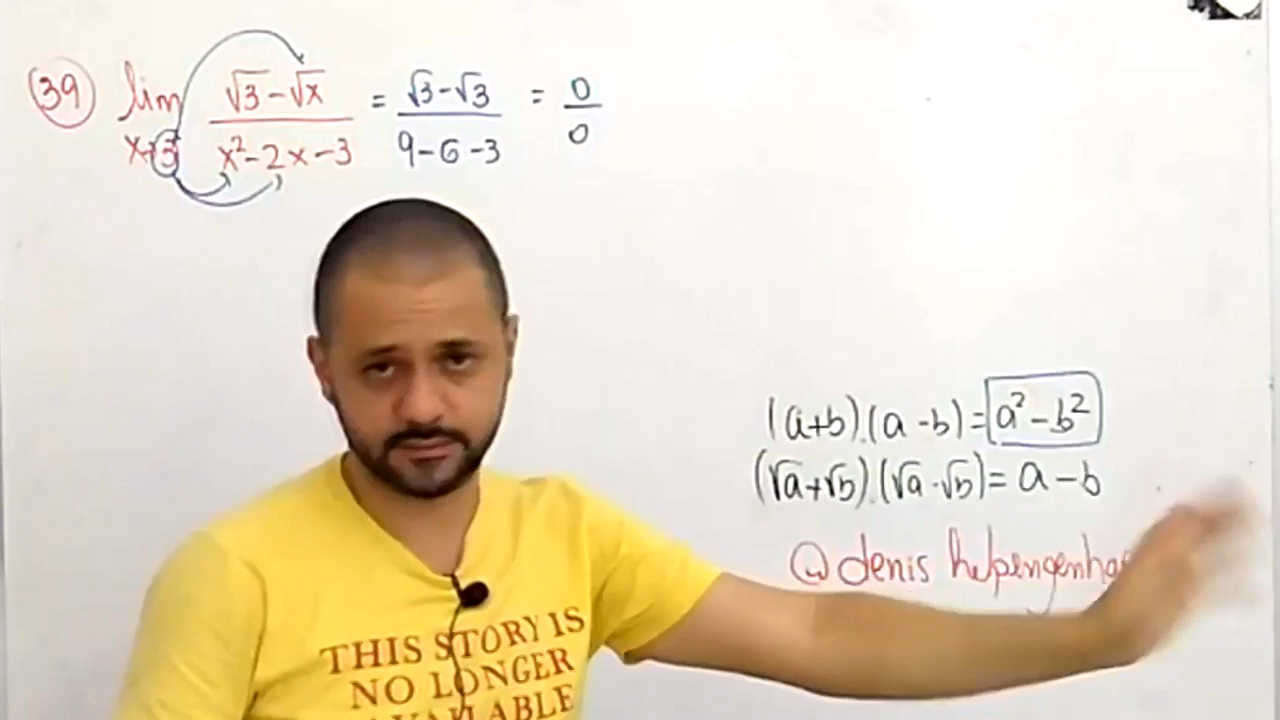 39 lim x→3 (√3 - √x)/(x² - 2x - 3) = (√3 - √3)/(9 - 6 - 3) = 0/0
(a+b).(a-b) = a² - b²
(√a+√b).(√a-√b) = a - b
@denis
THIS STORY IS
NO LONGER
AVAILABLE